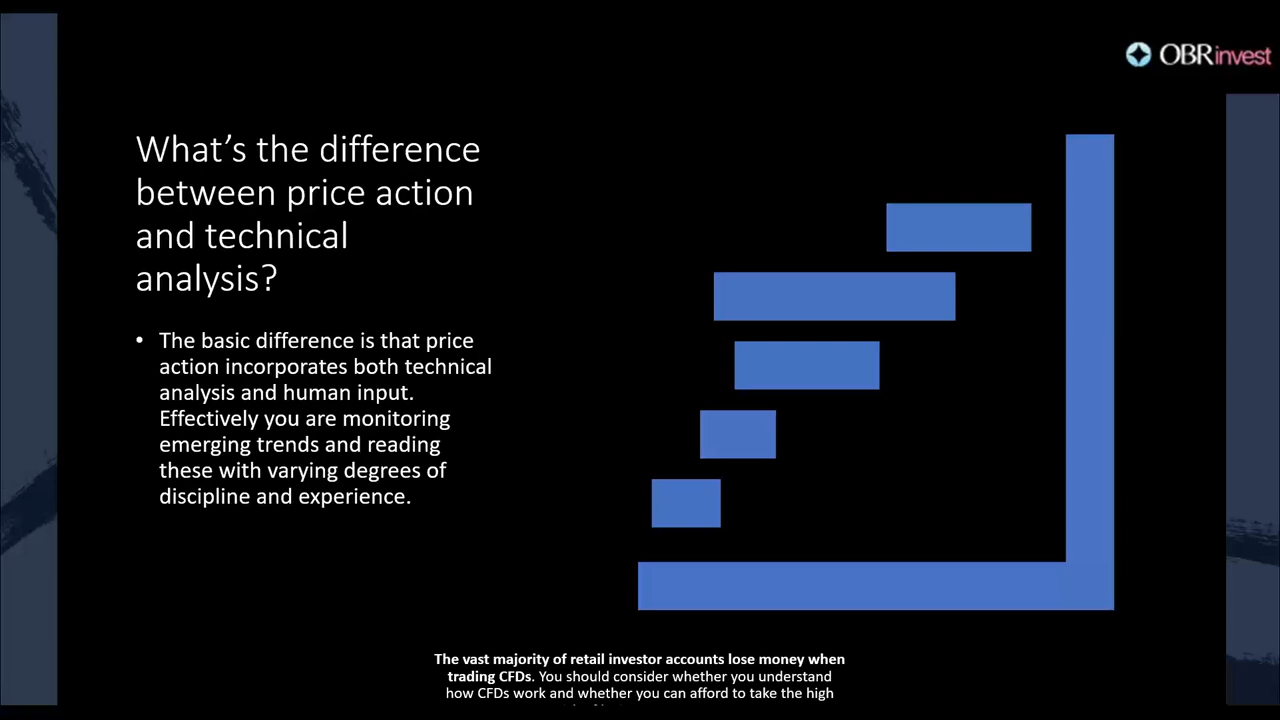 OBRinvest
What’s the difference
between price action
and technical
analysis?
• The basic difference is that price
action incorporates both technical
analysis and human input.
Effectively you are monitoring
emerging trends and reading
these with varying degrees of
discipline and experience.
The vast majority of retail investor accounts lose money when
trading CFDs. You should consider whether you understand
how CFDs work and whether you can afford to take the high